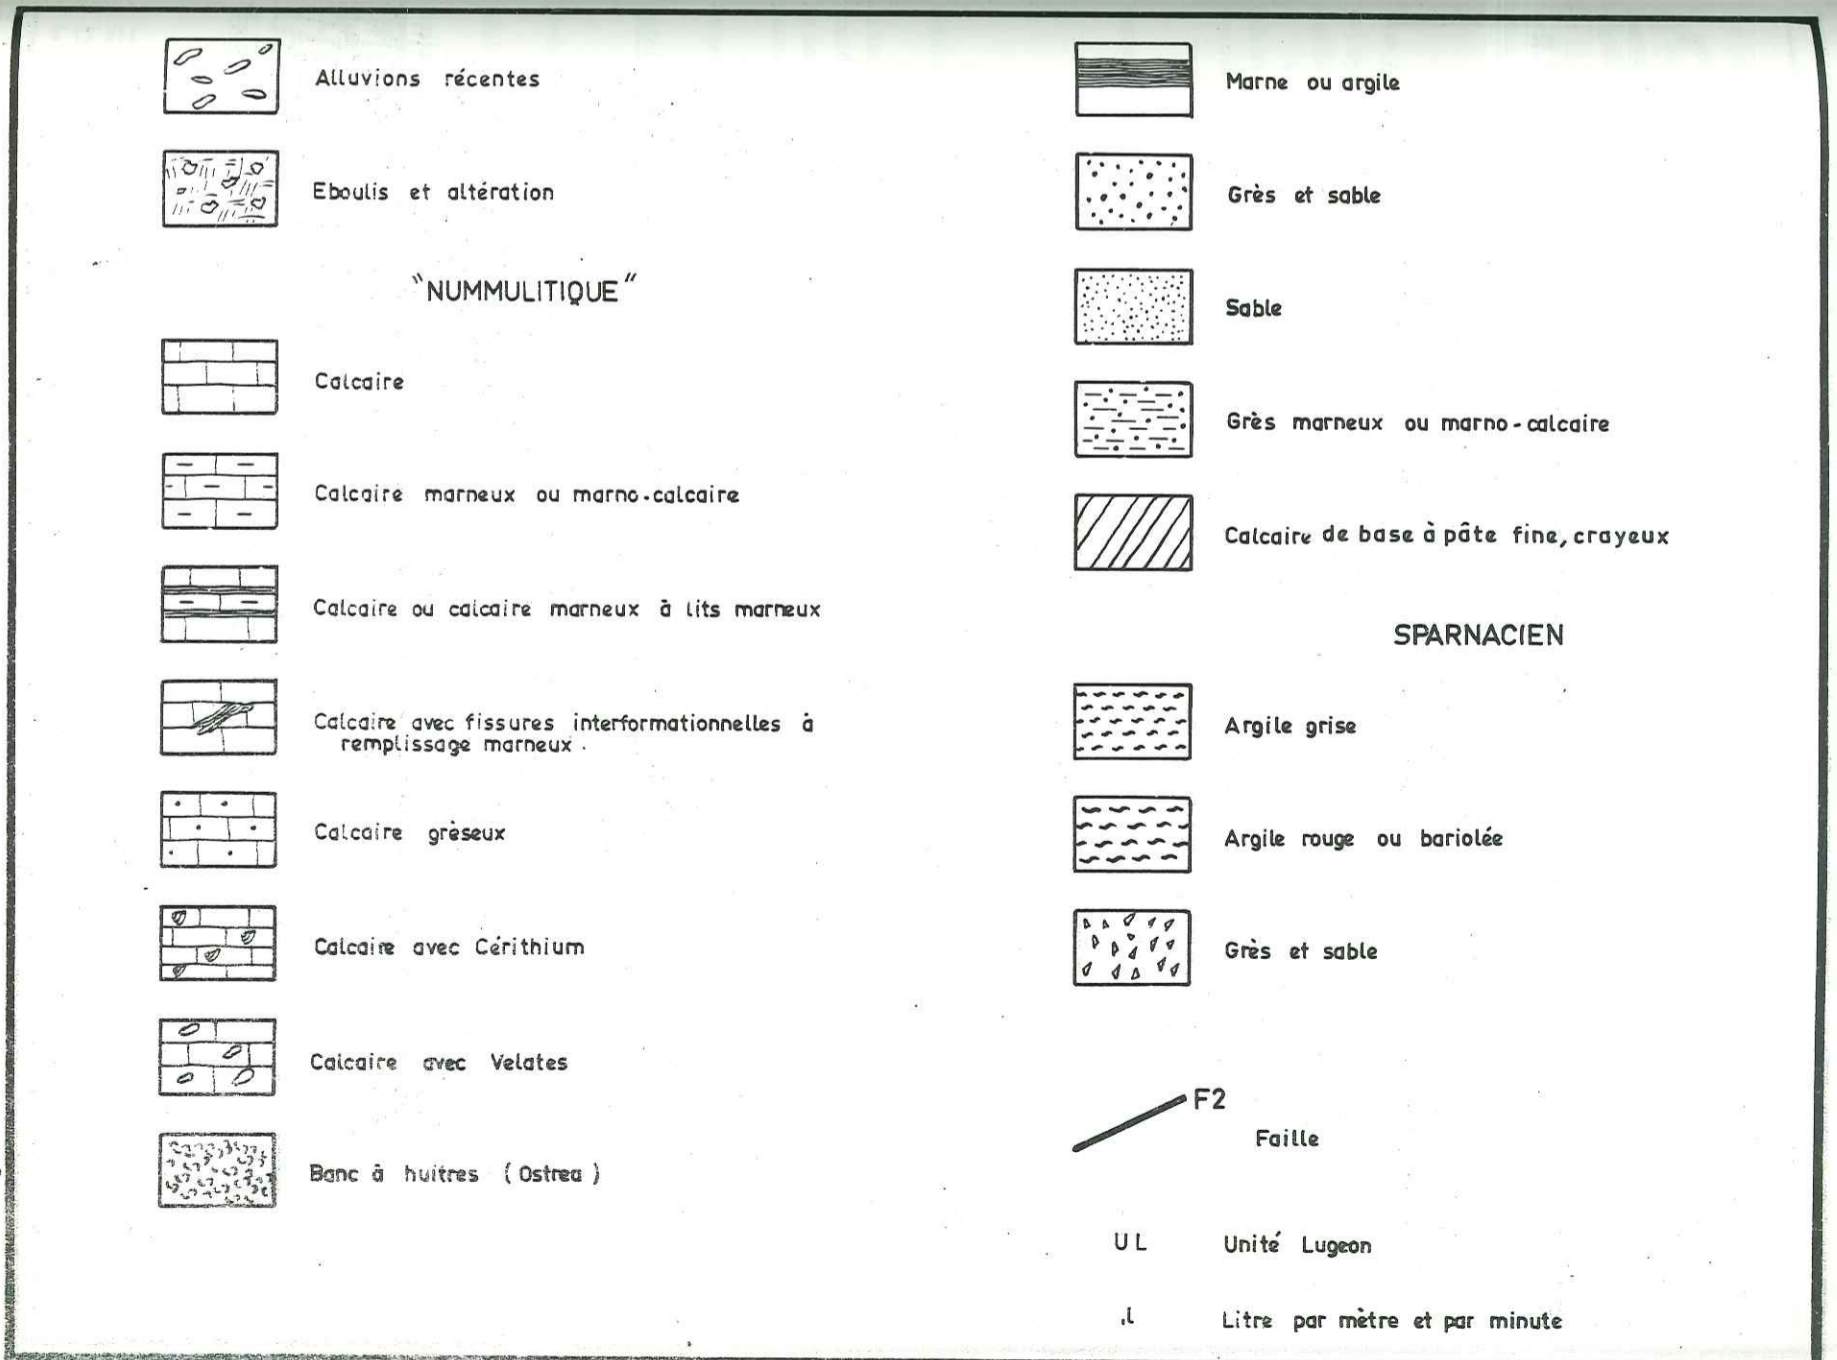 Alluvions récentes
Eboulis et altération
"NUMMULITIQUE"
Calcaire
Calcaire marneux ou marno-calcaire
Calcaire ou calcaire marneux à lits marneux
Calcaire avec fissures interformationnelles à
remplissage marneux.
Calcaire grèseux
Calcaire avec Cérithium
Calcaire avec Velates
Banc à huitres (Ostrea)
Marne ou argile
Grès et sable
Sable
Grès marneux ou marno-calcaire
Calcaire de base à pâte fine, crayeux
SPARNACIEN
Argile grise
Argile rouge ou bariolée
Grès et sable
F2
Faille
UL Unité Lugeon
.l Litre par mètre et par minute